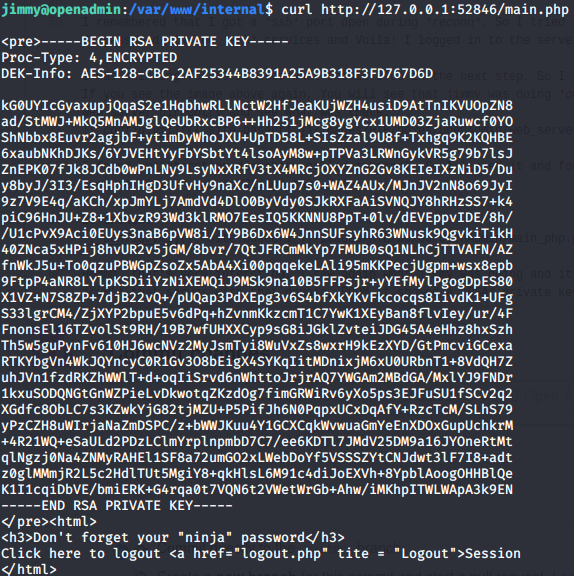 jimmy@openadmin:/var/www/internal$ curl http://127.0.0.1:52846/main.php
<pre>-----BEGIN RSA PRIVATE KEY-----
Proc-Type: 4,ENCRYPTED
DEK-Info: AES-128-CBC,2AF25344B8391A25A9B318F3FD767D6D
kG0UYIcGyaxupjQqaS2e1HqbhwRLlNctW2HfJeaKUjWZH4usiD9AtTnIKVUOpZN8
ad/StMWJ+MkQ5MnAMJglQeUbRxcBP6++Hh251jMcg8ygYcx1UMD03ZjaRuwcf0YO
ShNbbx8Euvr2agjbF+ytimDyWhoJXU+UpTD58L+SIsZzal9U8f+Txhgq9K2KQHBE
6xaubNKhDJKs/6YJVEHtYyFbYSbtYt4lsoAyM8w+pTPVa3LRWnGykVR5g79b7lsJ
ZnEPK07fJk8JCdb0wPnLNy9LsyNxXRfV3tX4MRcjOXYZnG2Gv8KEIeIXzNiD5/Du
y8byJ/3I3/EsqHphIHgD3UfvHy9naXc/nLUup7s0+WAZ4AUx/MJnJV2nN8o69JyI
9z7V9E4q/aKCh/xpJmYLj7AmdVd4DlO0ByVdy0SJkRXFaAiSVNQJY8hRHzSS7+k4
piC96HnJU+Z8+1XbvzR93Wd3klRMO7EesIQ5KKNNU8PpT+0lv/dEVEppvIDE/8h/
/U1cPvX9Aci0EUys3naB6pVW8i/IY9B6Dx6W4JnnSUFsyhR63WNusk9QgvkiTikH
40ZNca5xHPij8hvUR2v5jGM/8bvr/7QtJFRCmMkYp7FMUB0sQ1NLhCjTTVAFN/AZ
fnWkJ5u+To0qzuPBWGpZsoZx5AbA4Xi00pqqekeLAli95mKKPecjUgpm+wsx8epb
9FtpP4aNR8LYlpKSDiiYzNiXEMQiJ9MSk9na10B5FFPsjr+yYEfMylPgogDpES80
X1VZ+N7S8ZP+7djB22vQ+/pUQap3PdXEpg3v6S4bfXkYKvFkcocqs8IivdK1+UFg
S33lgrCM4/ZjXYP2bpuE5v6dPq+hZvnmKkzcmT1C7YwK1XEyBan8flvIey/ur/4F
FnonsEl16TZvolSt9RH/19B7wfUHXXCyp9sG8iJGklZvteiJDG45A4eHhz8hxSzh
Th5w5guPynFv610HJ6wcNVz2MyJsmTyi8WuVxZs8wxrH9kEzXYD/GtPmcviGCexa
RTKYbgVn4WkJQYncyC0R1Gv3O8bEigX4SYKqIitMDnixjM6xU0URbnT1+8VdQH7Z
uhJVn1fzdRKZhWWlT+d+oqIiSrvd6nWhttoJrjrAQ7YWGAm2MBdGA/MxlYJ9FNDr
1kxuSODQNGtGnWZPieLvDkwotqZKzdOg7fimGRWiRv6yXo5ps3EJFuSU1fSCv2q2
XGdfc8ObLC7s3KZwkYjG82tjMZU+P5PifJh6N0PqpxUCxDqAfY+RzcTcM/SLhS79
yPzCZH8uWIrjaNaZmDSPC/z+bWWJKuu4Y1GCXCqkWvwuaGmYeEnXDOxGupUchkrM
+4R21WQ+eSaULd2PDzLClmYrplnpmbD7C7/ee6KDTl7JMdV25DM9a16JYOneRtMt
qlNgzj0Na4ZNMyRAHEl1SF8a72umGO2xLWebDoYf5VSSSZYtCNJdwt3lF7I8+adt
z0glMMmjR2L5c2HdlTUt5MgiY8+qkHlsL6M91c4diJoEXVh+8YpblAoogOHHBlQe
K1I1cqiDbVE/bmiERK+G4rqa0t7VQN6t2VWetWrGb+Ahw/iMKhpITWLWApA3k9EN
-----END RSA PRIVATE KEY-----
</pre><html>
<h3>Don't forget your "ninja" password</h3>
Click here to logout <a href="logout.php" tite = "Logout">Session
</html>